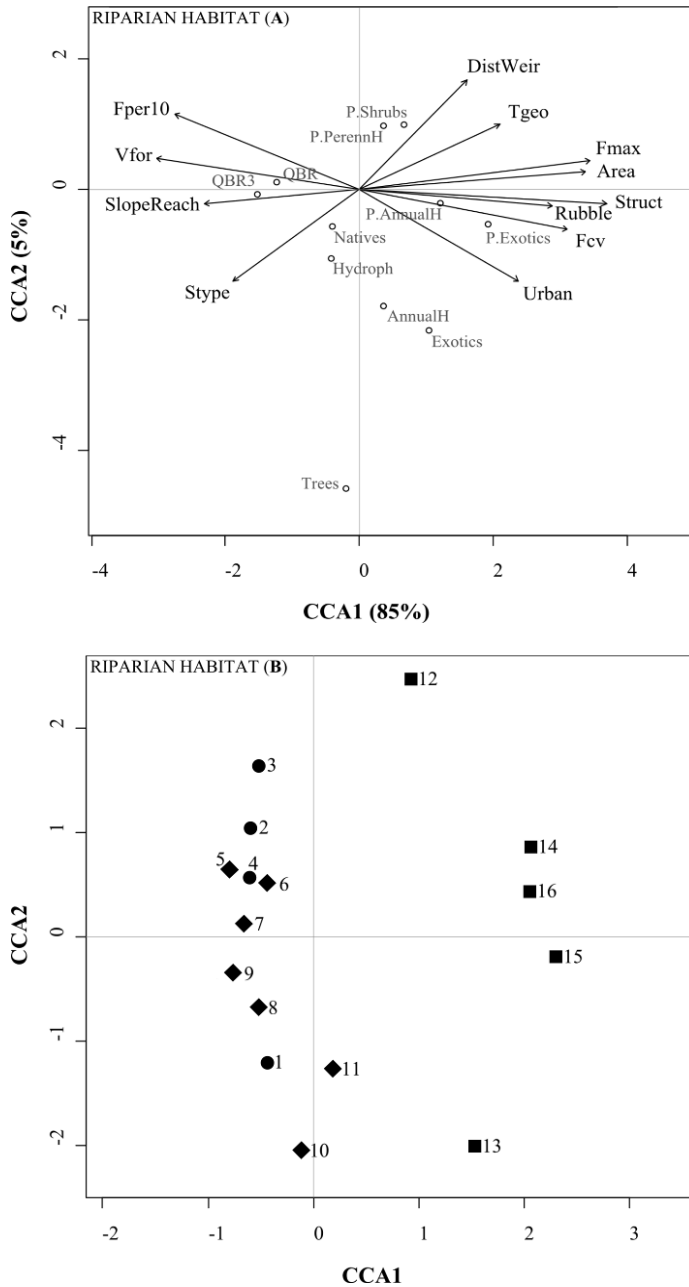 RIPARIAN HABITAT (A)
DistWeir
Fper10
P.Shrubs
Tgeo
P.PerennH
Vfor
Fmax
QBR3
QBR
Area
SlopeReach
P.AnnualH
Struct
Rubble
Natives
P.Exotics
Fcv
Hydroph
Stype
Urban
AnnualH
Exotics
Trees
CCA2 (5%)
2
0
-2
-4
-4
-2
0
2
4
CCA1 (85%)
RIPARIAN HABITAT (B)
12
3
2
14
5
4
6
16
7
15
9
8
1
11
10
13
CCA2
2
1
0
-1
-2
-2
-1
0
1
2
3
CCA1